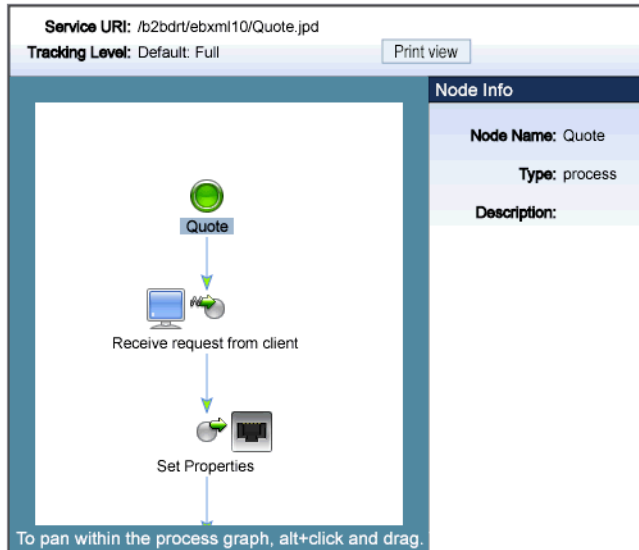 Service URI: /b2bdrt/ebxml10/Quote.jpd
Tracking Level: Default: Full
Print view
Node Info
Node Name: Quote
Type: process
Description:
Quote
Receive request from client
Set Properties
To pan within the process graph, alt+click and drag.